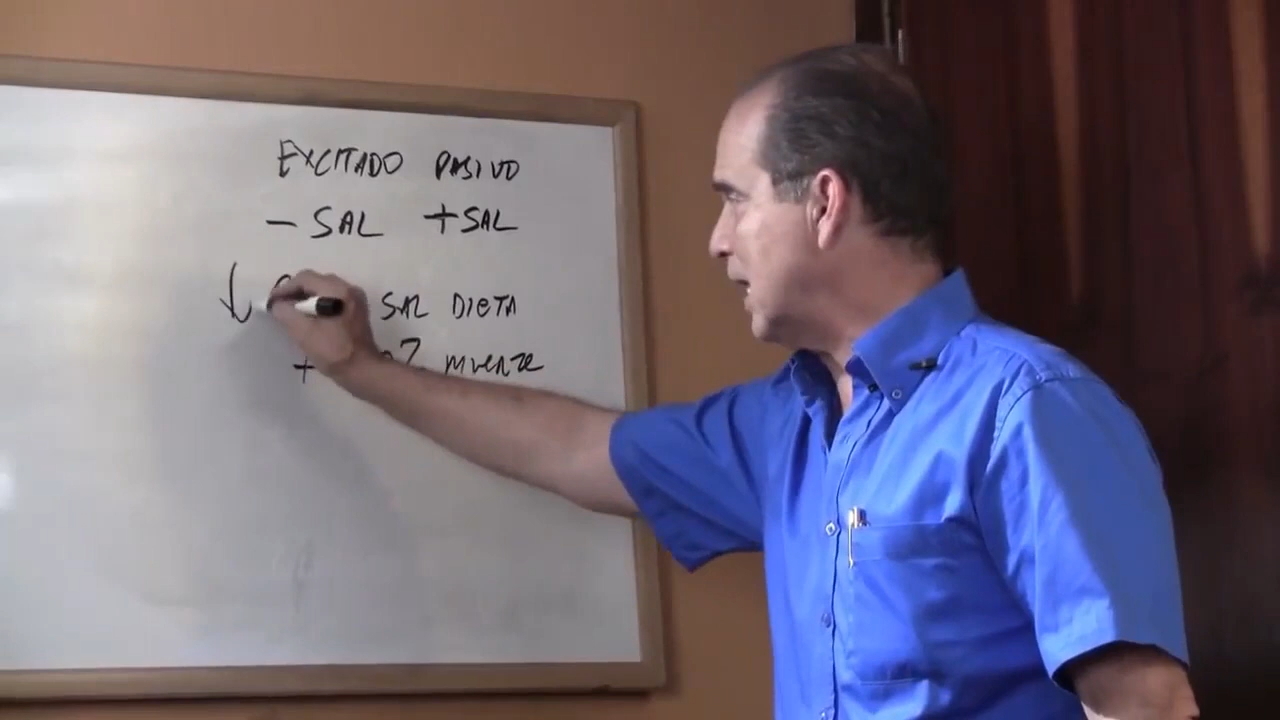 EXCITADO PASIVO
- SAL +SAL
↓ SAL DIETA
+ % MUERTE